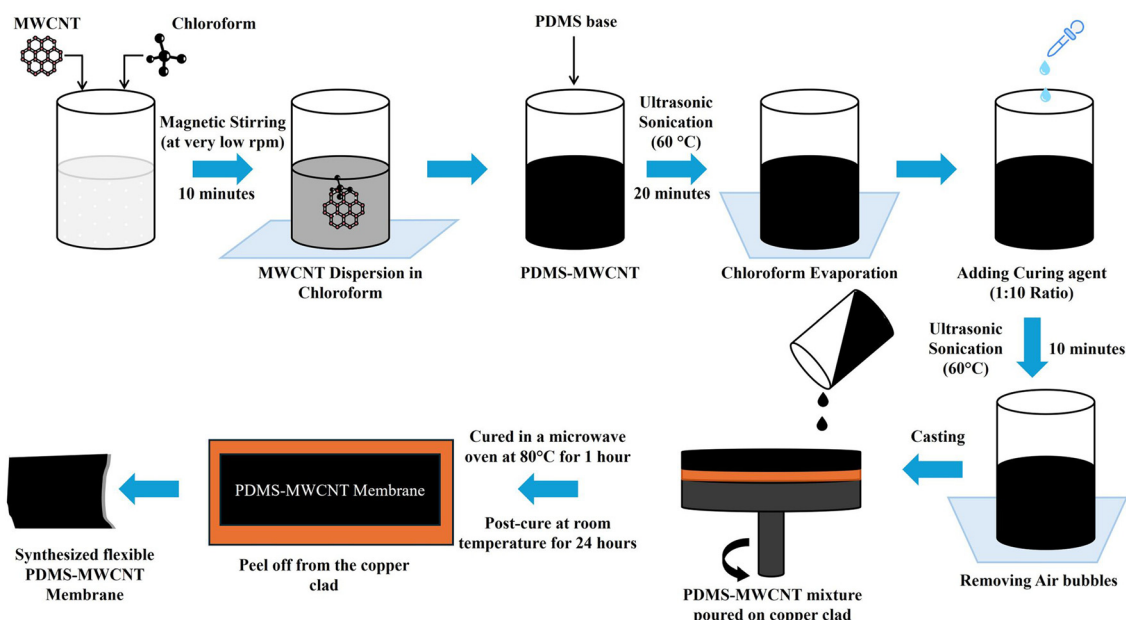 MWCNT
Chloroform
Magnetic Stirring
(at very low rpm)
10 minutes
MWCNT Dispersion in
Chloroform
PDMS base
PDMS-MWCNT
Ultrasonic
Sonication
(60 °C)
20 minutes
Chloroform Evaporation
Adding Curing agent
(1:10 Ratio)
Ultrasonic
Sonication
(60°C)
10 minutes
Removing Air bubbles
Casting
PDMS-MWCNT mixture
poured on copper clad
Cured in a microwave
oven at 80°C for 1 hour
Post-cure at room
temperature for 24 hours
PDMS-MWCNT Membrane
Peel off from the copper
clad
Synthesized flexible
PDMS-MWCNT
Membrane